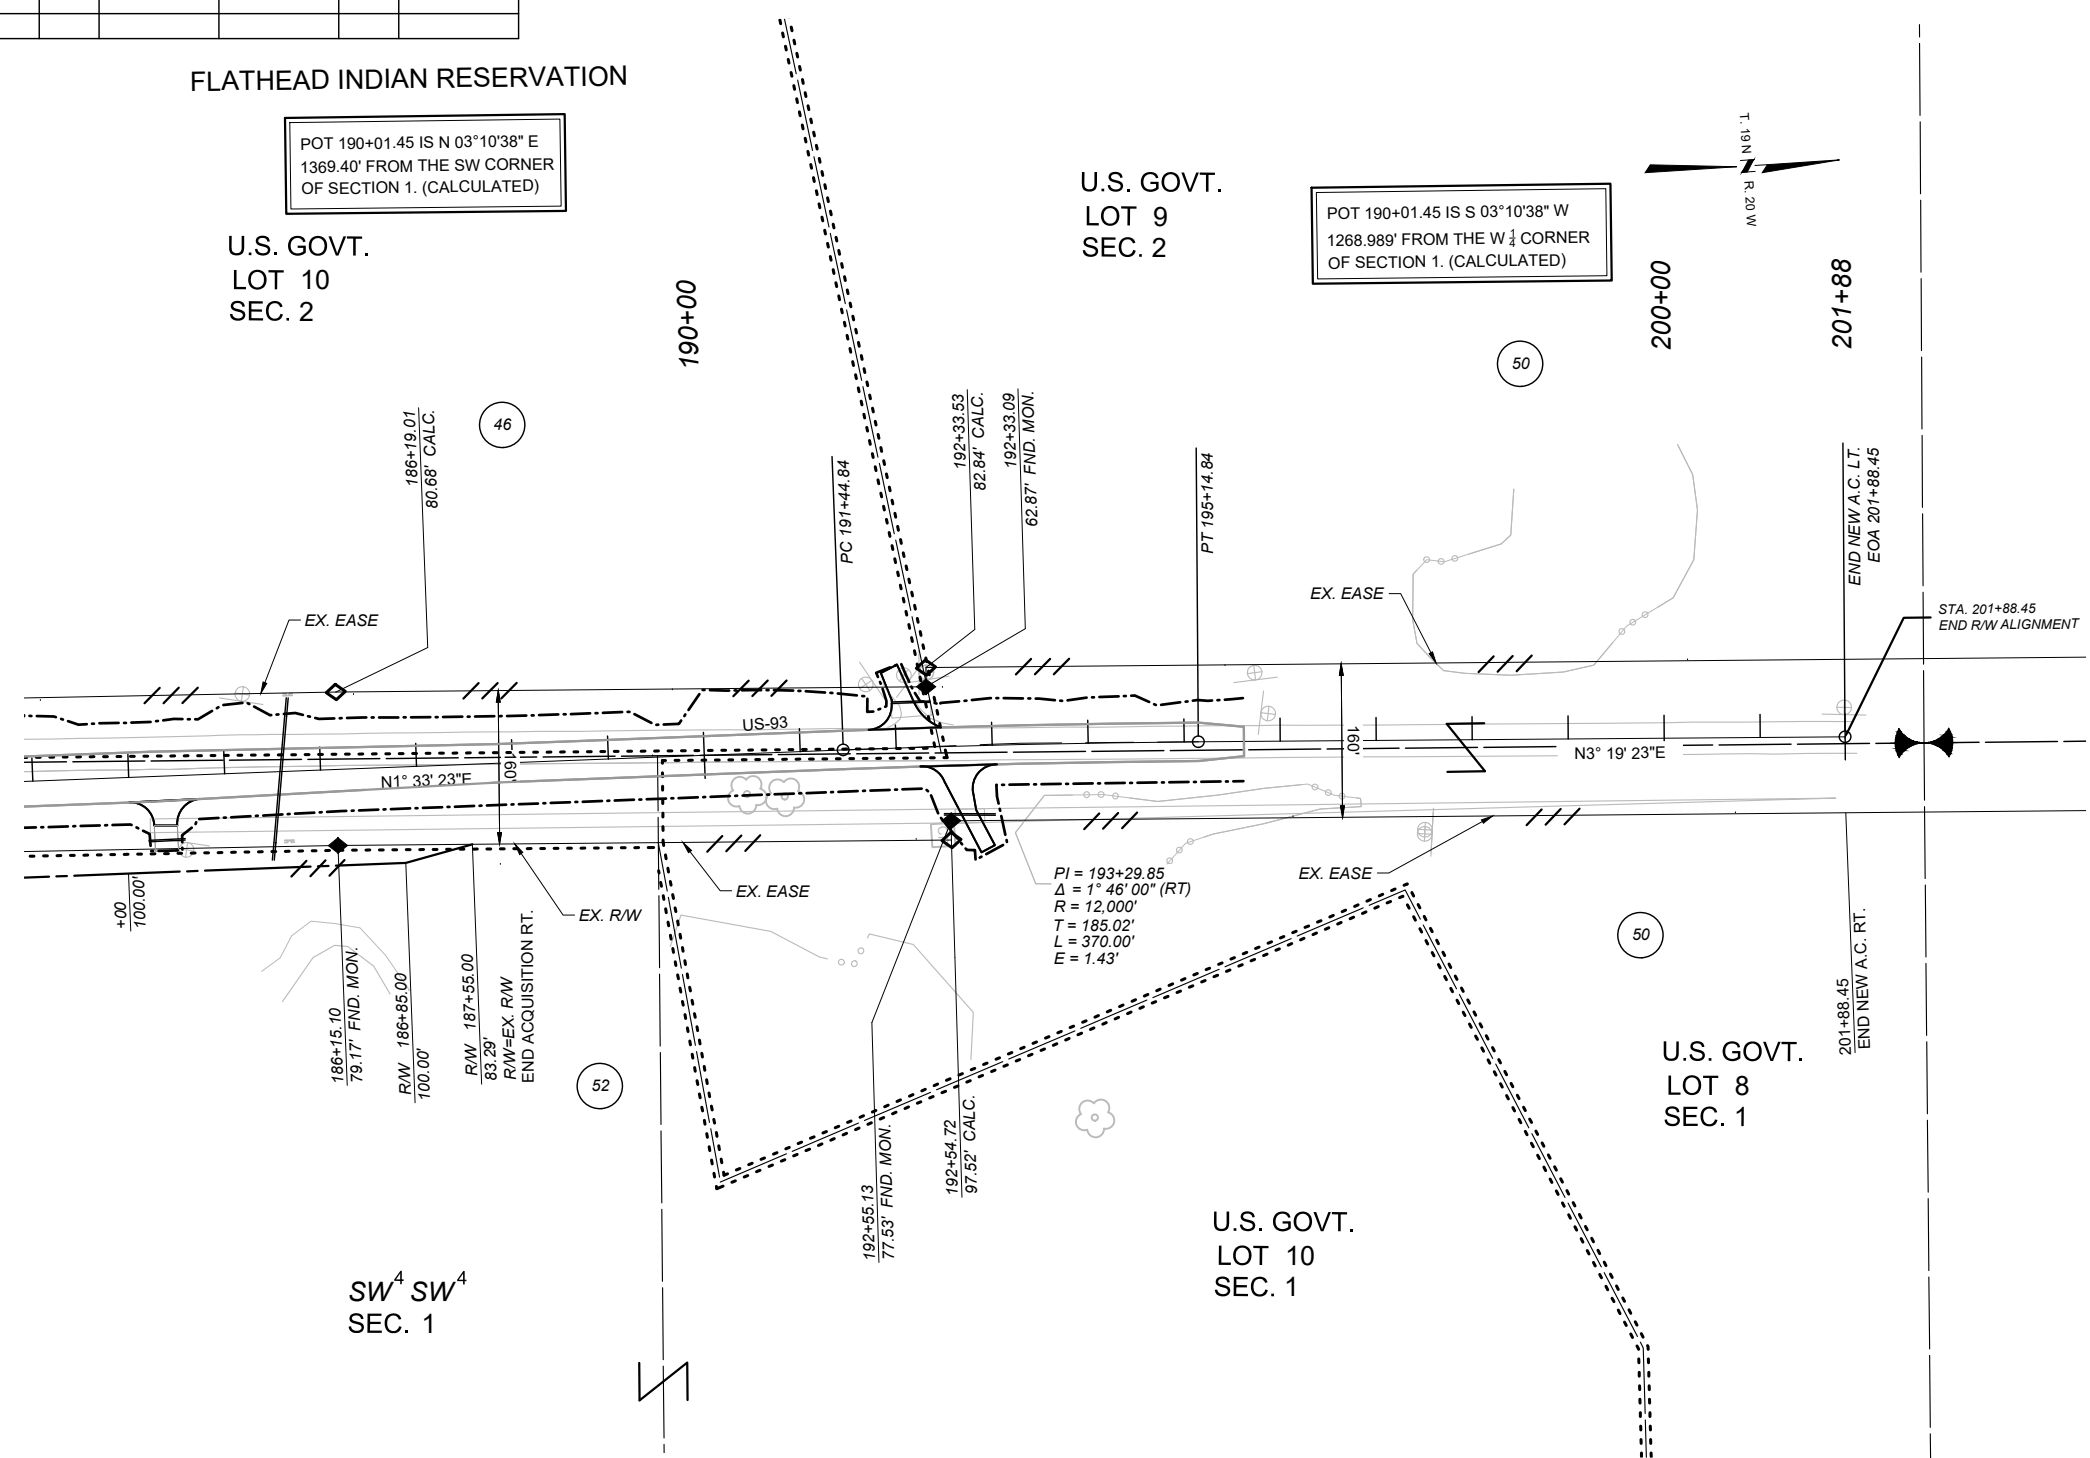 FLATHEAD INDIAN RESERVATION
POT 190+01.45 IS N 03°10'38" E
1369.40' FROM THE SW CORNER
OF SECTION 1. (CALCULATED)
U.S. GOVT.
LOT 10
SEC. 2
190+00
U.S. GOVT.
LOT 9
SEC. 2
POT 190+01.45 IS S 03°10'38" W
1268.989' FROM THE W 1/4 CORNER
OF SECTION 1. (CALCULATED)
T. 19 N
N
R. 20 W
200+00
201+88
46
50
186+19.01
80.68' CALC.
PC 191+44.84
192+33.53
82.84' CALC.
192+33.09
62.87' FND. MON.
PT 195+14.84
END NEW A.C. LT.
EOA 201+88.45
EX. EASE
EX. EASE
STA. 201+88.45
END R/W ALIGNMENT
US-93
N1° 33' 23"E
160'
160'
N3° 19' 23"E
EX. EASE
EX. R/W
EX. EASE
PI = 193+29.85
Δ = 1° 46' 00" (RT)
R = 12,000'
T = 185.02'
L = 370.00'
E = 1.43'
+00
100.00'
186+15.10
79.17' FND. MON.
R/W 186+85.00
100.00'
R/W 187+55.00
83.29'
R/W=EX. R/W
END ACQUISITION RT.
52
50
201+88.45
END NEW A.C. RT.
192+55.13
77.53' FND. MON.
192+54.72
97.52' CALC.
U.S. GOVT.
LOT 8
SEC. 1
U.S. GOVT.
LOT 10
SEC. 1
SW4 SW4
SEC. 1